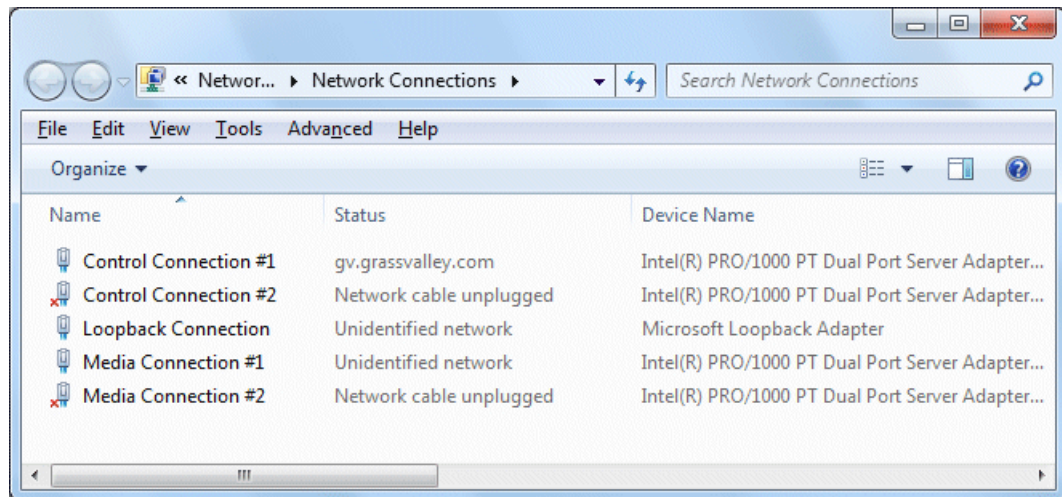 « Networ... Network Connections
Search Network Connections
File Edit View Tools Advanced Help
Organize
Name Status Device Name
Control Connection #1 gv.grassvalley.com Intel(R) PRO/1000 PT Dual Port Server Adapter...
Control Connection #2 Network cable unplugged Intel(R) PRO/1000 PT Dual Port Server Adapter...
Loopback Connection Unidentified network Microsoft Loopback Adapter
Media Connection #1 Unidentified network Intel(R) PRO/1000 PT Dual Port Server Adapter...
Media Connection #2 Network cable unplugged Intel(R) PRO/1000 PT Dual Port Server Adapter...